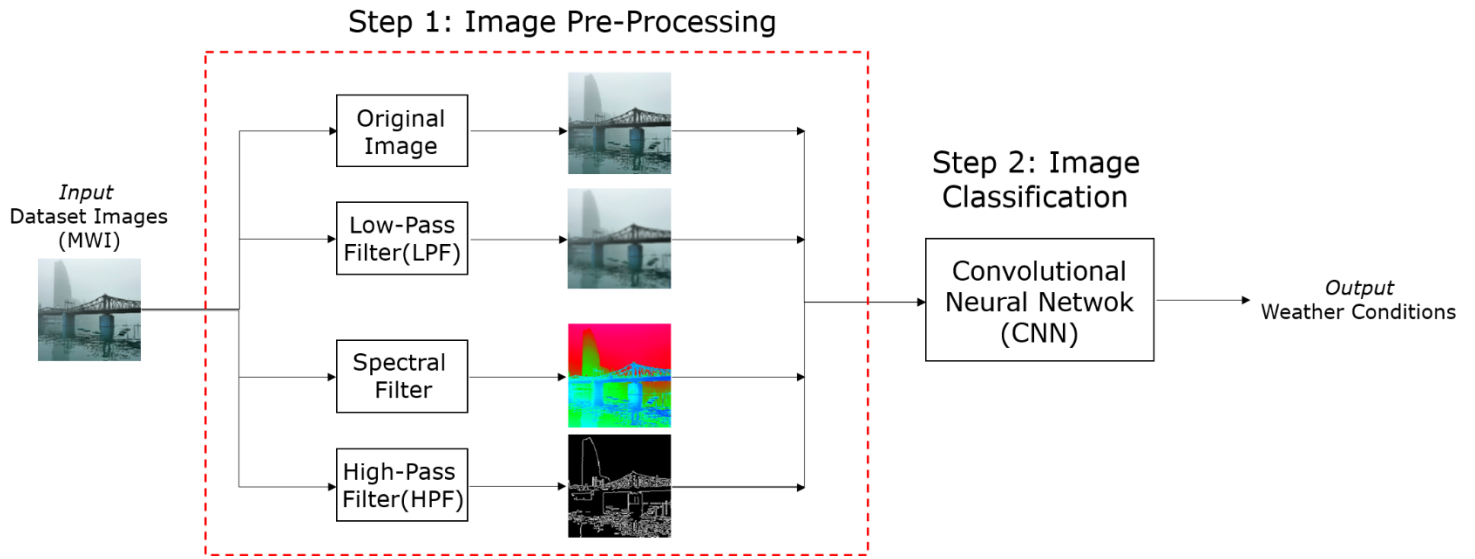 Step 1: Image Pre-Processing
Original
Image
Step 2: Image
Classification
Input
Dataset Images
(MWI)
Low-Pass
Filter(LPF)
Convolutional
Neural Netwok
(CNN)
Output
Weather Conditions
Spectral
Filter
High-Pass
Filter(HPF)